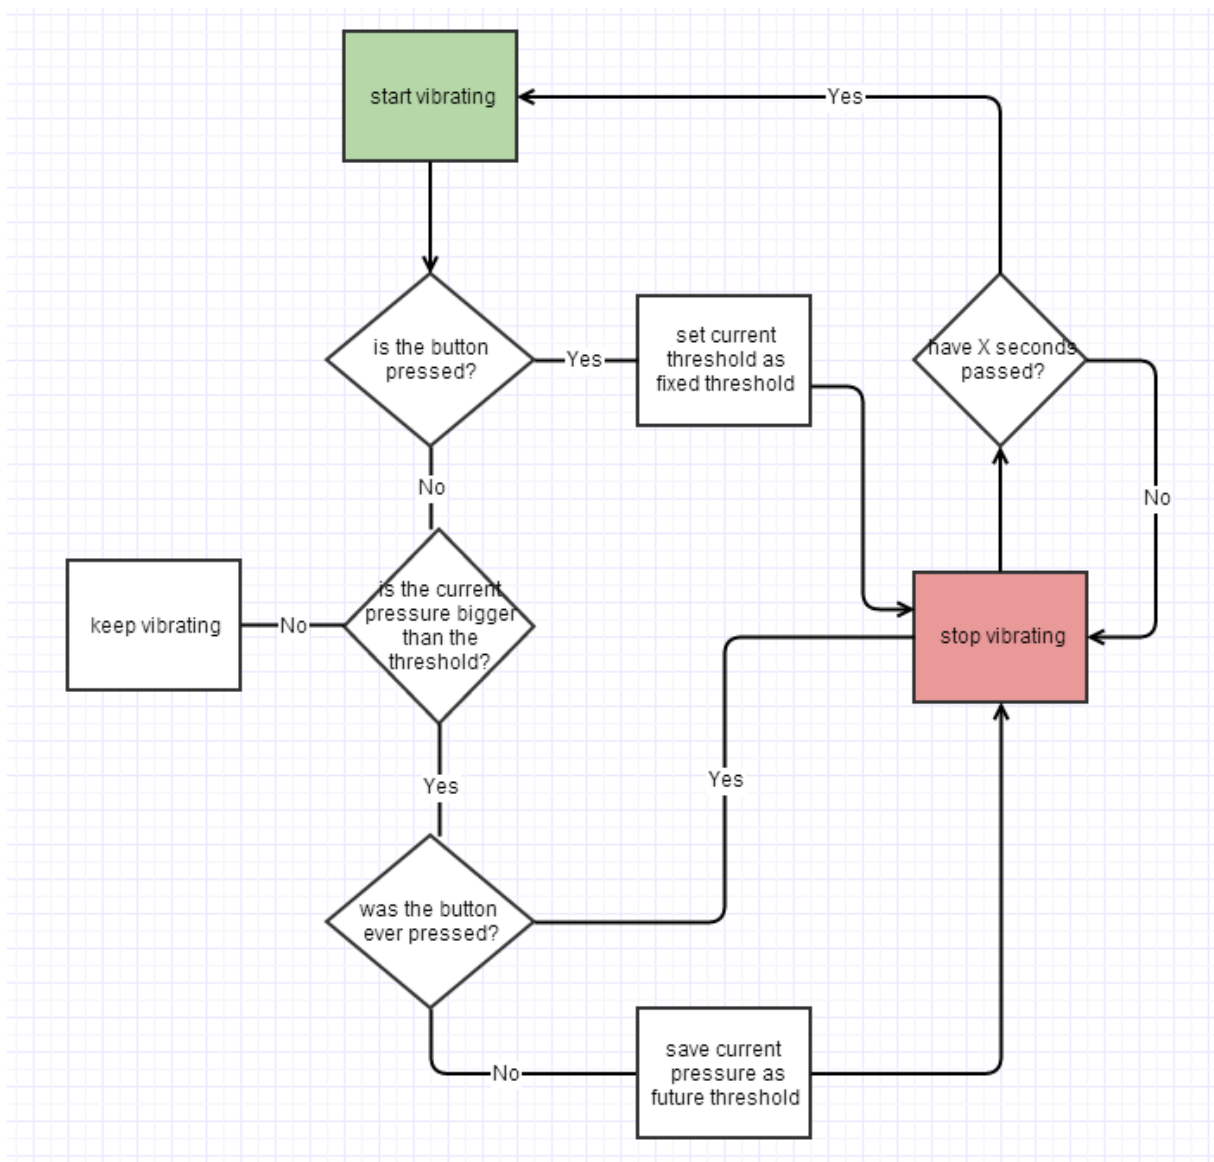 start vibrating
Yes
is the button
pressed?
Yes
set current
threshold as
fixed threshold
have X seconds
passed?
No
No
keep vibrating
No
is the current
pressure bigger
than the
threshold?
stop vibrating
Yes
Yes
was the button
ever pressed?
No
save current
pressure as
future threshold